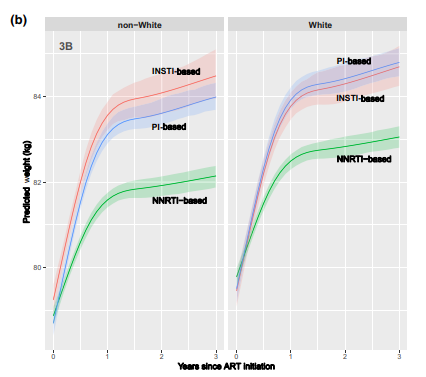 (b)
non-White White
3B
INSTI-based
PI-based
NNRTI-based
PI-based
INSTI-based
NNRTI-based
Predicted weight (kg)
84
82
80
0 1 2 3 0 1 2 3
Years since ART initiation